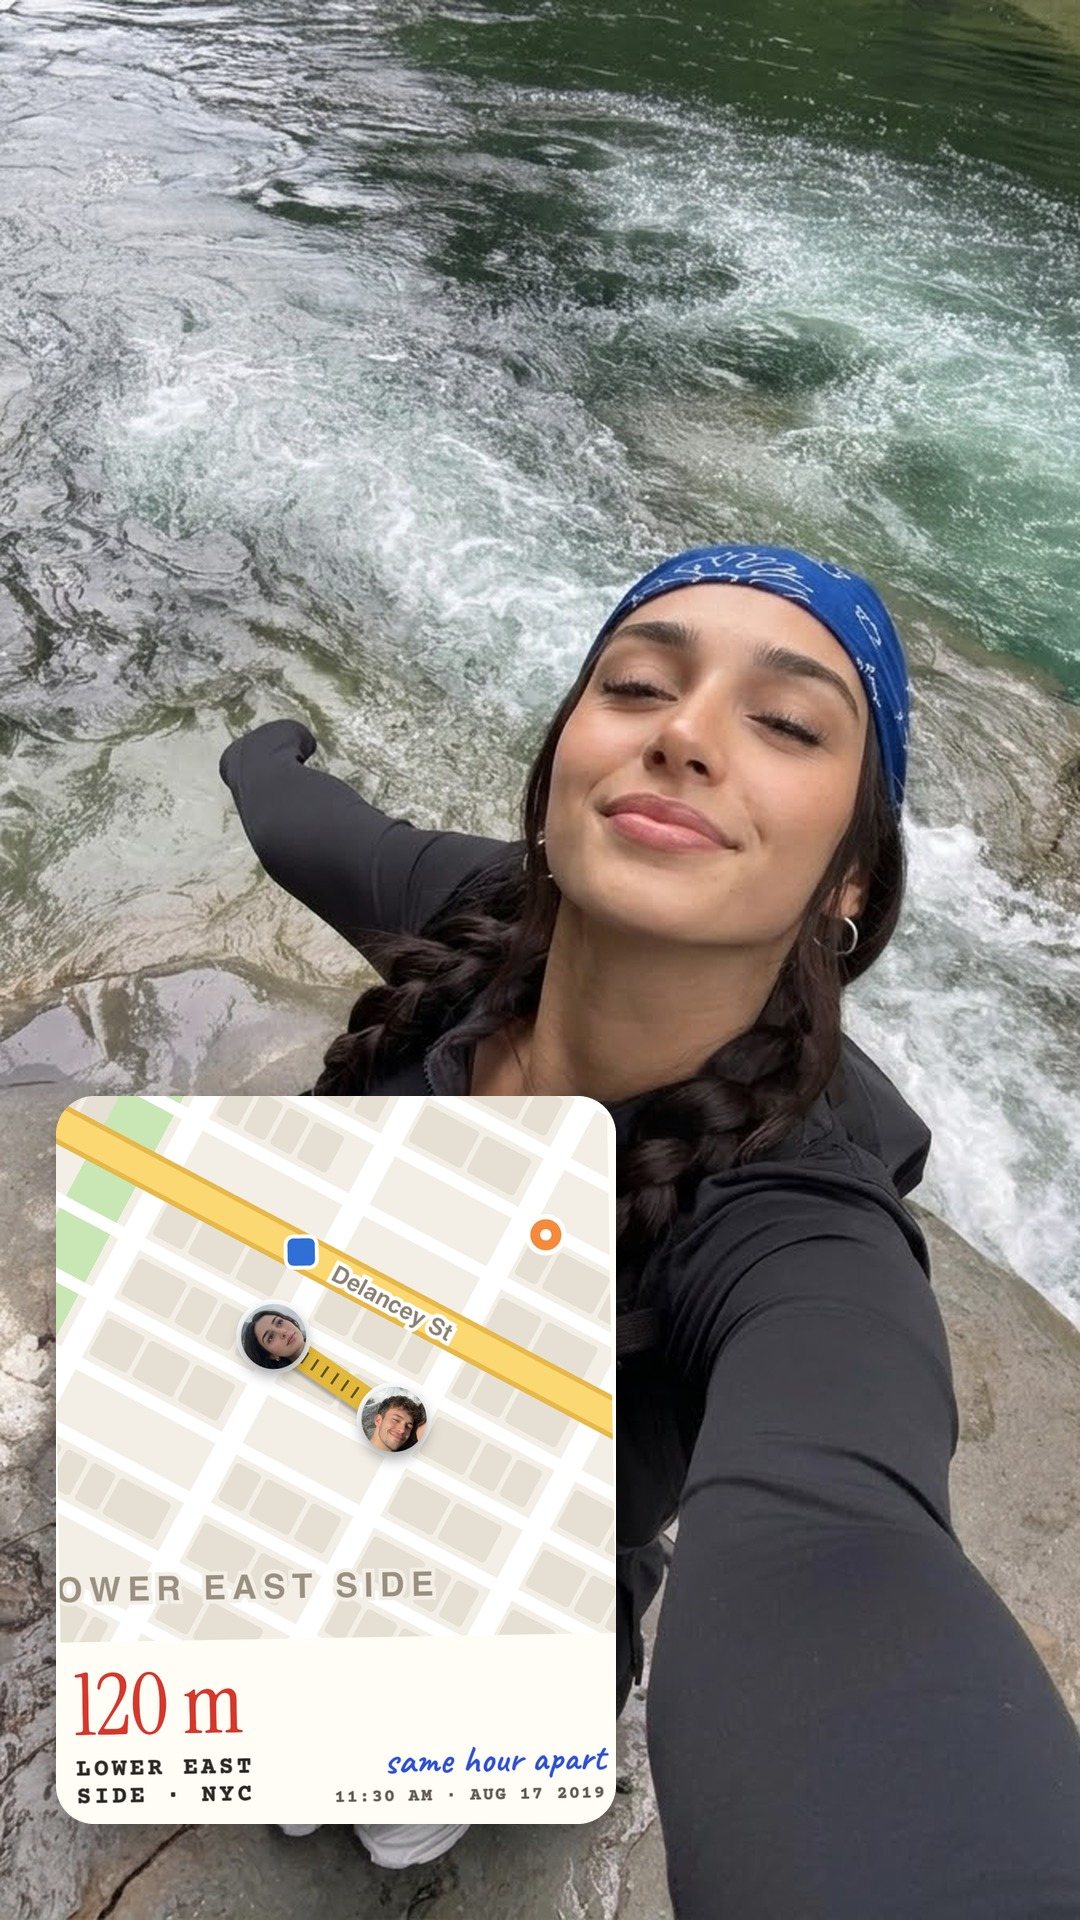 Delancey St
OWER EAST SIDE
120 m
LOWER EAST
SIDE · NYC
same hour apart
11:30 AM · AUG 17 2019